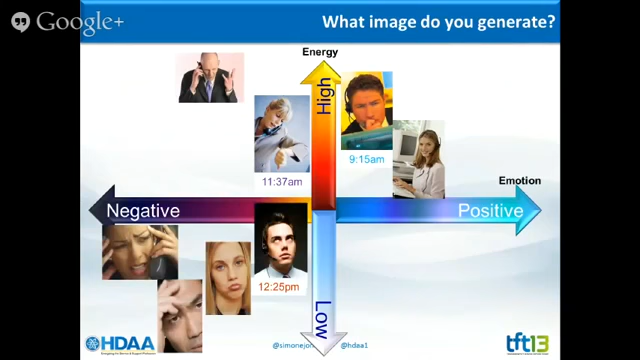 Google+
What image do you generate?
Energy
High
9:15am
11:37am
Emotion
Negative
Positive
12:25pm
Low
HDAA
@hdaa1
tft13